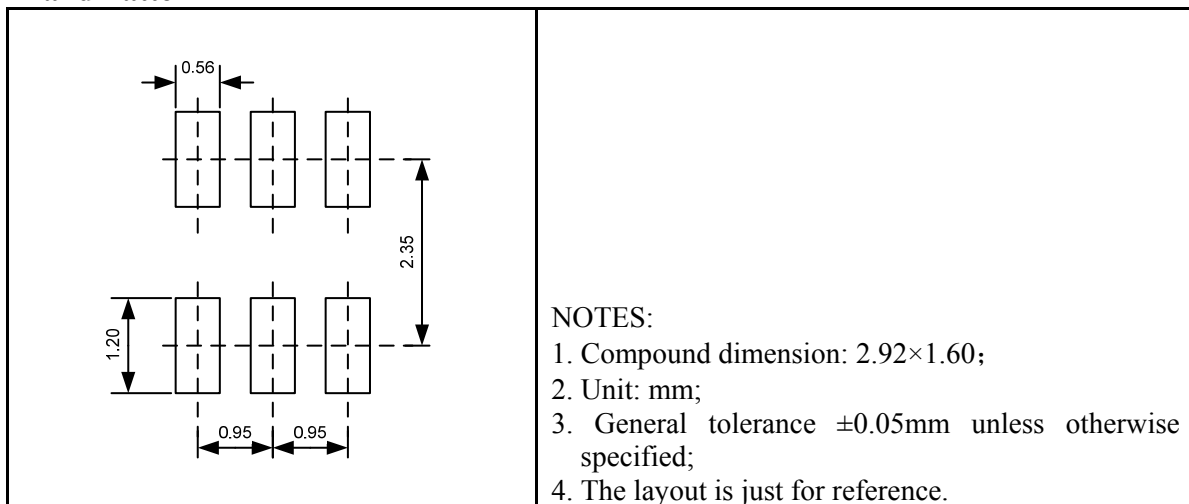 0.56
2.35
1.20
0.95 0.95
NOTES:
1. Compound dimension: 2.92×1.60；
2. Unit: mm;
3. General tolerance ±0.05mm unless otherwise
specified;
4. The layout is just for reference.